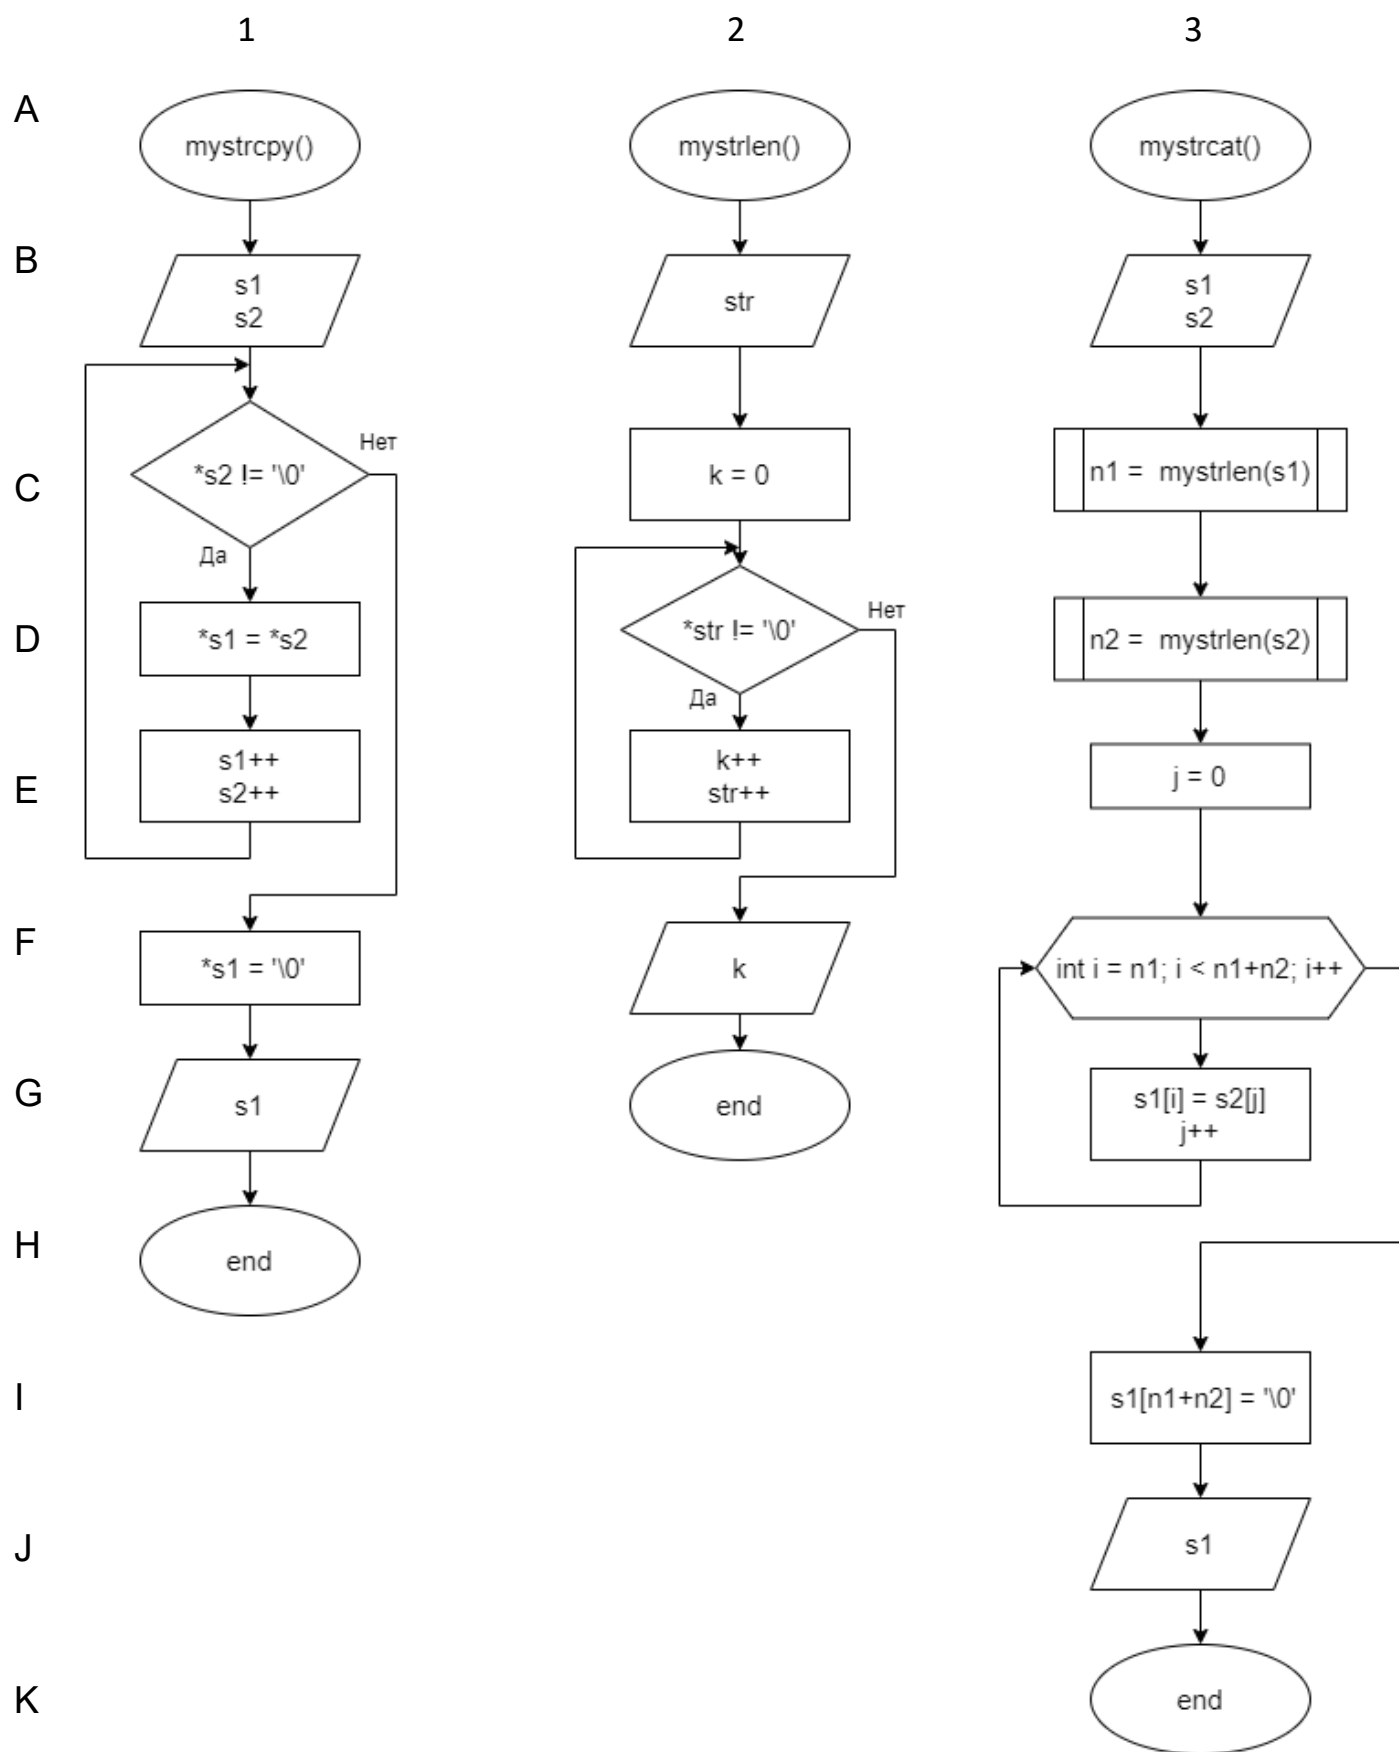 1
2
3
A
mystrcpy()
mystrlen()
mystrcat()
B
s1
s2
str
s1
s2
C
*s2 != '\0'
Нет
Да
k = 0
n1 = mystrlen(s1)
D
*s1 = *s2
*str != '\0'
Нет
Да
n2 = mystrlen(s2)
E
s1++
s2++
k++
str++
j = 0
F
*s1 = '\0'
k
int i = n1; i < n1+n2; i++
G
s1
end
s1[i] = s2[j]
j++
H
end
I
s1[n1+n2] = '\0'
J
s1
K
end